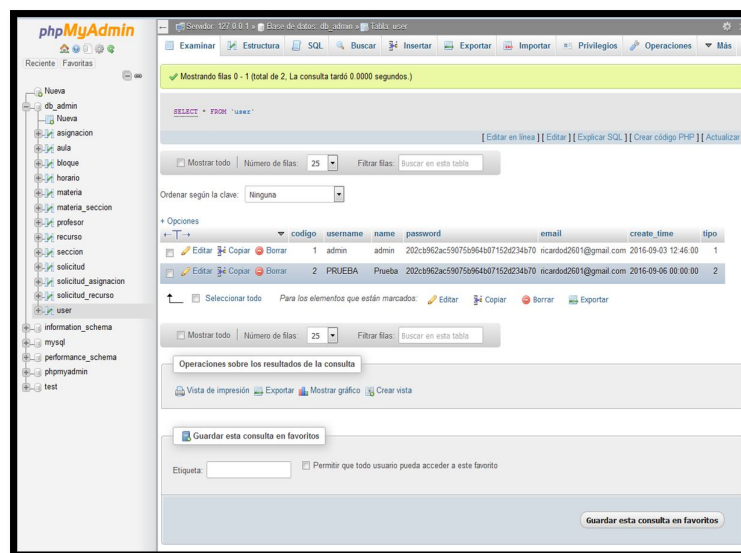 phpMyAdmin
Reciente Favoritas
Nueva
db_admin
Nueva
asignacion
aula
bloque
horario
materia
materia_seccion
profesor
recurso
seccion
solicitud
solicitud_asignacion
solicitud_recurso
user
information_schema
mysql
performance_schema
phpmyadmin
test
Servidor: 127.0.0.1 » Base de datos: db_admin » Tabla: user
Examinar Estructura SQL Buscar Insertar Exportar Importar Privilegios Operaciones Más
Mostrando filas 0 - 1 (total de 2, La consulta tardó 0.0000 segundos.)
SELECT * FROM `user`
[ Editar en línea ] [ Editar ] [ Explicar SQL ] [ Crear código PHP ] [ Actualizar
Mostrar todo | Número de filas: 25 Filtrar filas: Buscar en esta tabla
Ordenar según la clave: Ninguna
+ Opciones
←T→ codigo username name password email create_time tipo
Editar Copiar Borrar 1 admin admin 202cb962ac59075b964b07152d234b70 ricardod2601@gmail.com 2016-09-03 12:46:00 1
Editar Copiar Borrar 2 PRUEBA Prueba 202cb962ac59075b964b07152d234b70 ricardod2601@gmail.com 2016-09-06 00:00:00 2
Seleccionar todo Para los elementos que están marcados: Editar Copiar Borrar Exportar
Mostrar todo | Número de filas: 25 Filtrar filas: Buscar en esta tabla
Operaciones sobre los resultados de la consulta
Vista de impresión Exportar Mostrar gráfico Crear vista
Guardar esta consulta en favoritos
Etiqueta: Permitir que todo usuario pueda acceder a este favorito
Guardar esta consulta en favoritos